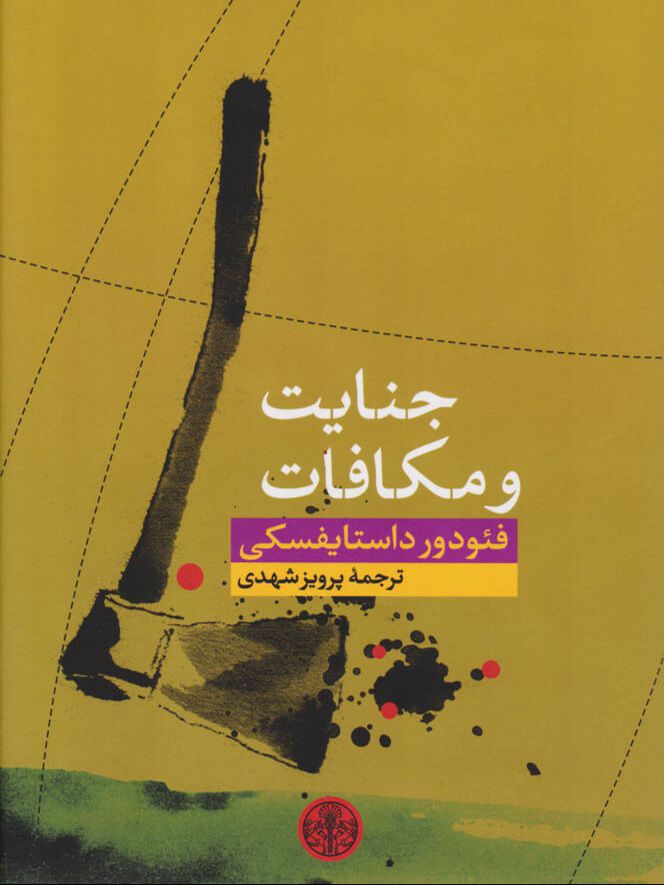 جنایت
و مکافات
فئودور داستایفسکی
ترجمهٔ پرویز شهدی